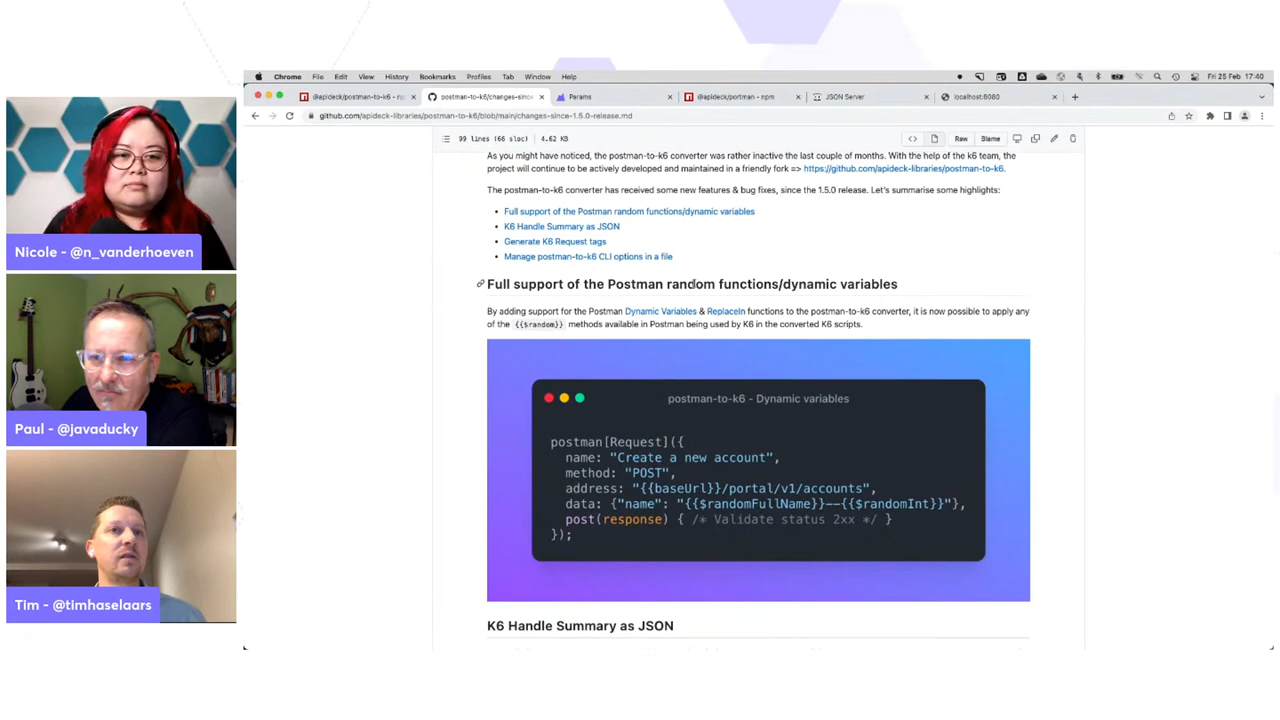 Chrome File Edit View History Bookmarks Profiles Tab Window Help
Fri 25 Feb 17:40
@apideck/postman-to-k6 - np
postman-to-k6/changes-since
Params
@apideck/portman - npm
JSON Server
localhost:8080
github.com/apideck-libraries/postman-to-k6/blob/main/changes-since-1.5.0-release.md
99 lines (66 sloc) 4.62 KB
Raw Blame
As you might have noticed, the postman-to-k6 converter was rather inactive the last couple of months. With the help of the k6 team, the
project will continue to be actively developed and maintained in a friendly fork => https://github.com/apideck-libraries/postman-to-k6.
The postman-to-k6 converter has received some new features & bug fixes, since the 1.5.0 release. Let's summarise some highlights:
• Full support of the Postman random functions/dynamic variables
• K6 Handle Summary as JSON
• Generate K6 Request tags
• Manage postman-to-k6 CLI options in a file
Full support of the Postman random functions/dynamic variables
By adding support for the Postman Dynamic Variables & ReplaceIn functions to the postman-to-k6 converter, it is now possible to apply any
of the {{$random}} methods available in Postman being used by K6 in the converted K6 scripts.
postman-to-k6 - Dynamic variables
postman[Request]({
name: "Create a new account",
method: "POST",
address: "{{baseUrl}}/portal/v1/accounts",
data: {"name": "{{$randomFullName}}--{{$randomInt}}"},
post(response) { /* Validate status 2xx */ }
});
K6 Handle Summary as JSON
Nicole - @n_vanderhoeven
Paul - @javaducky
Tim - @timhaselaars